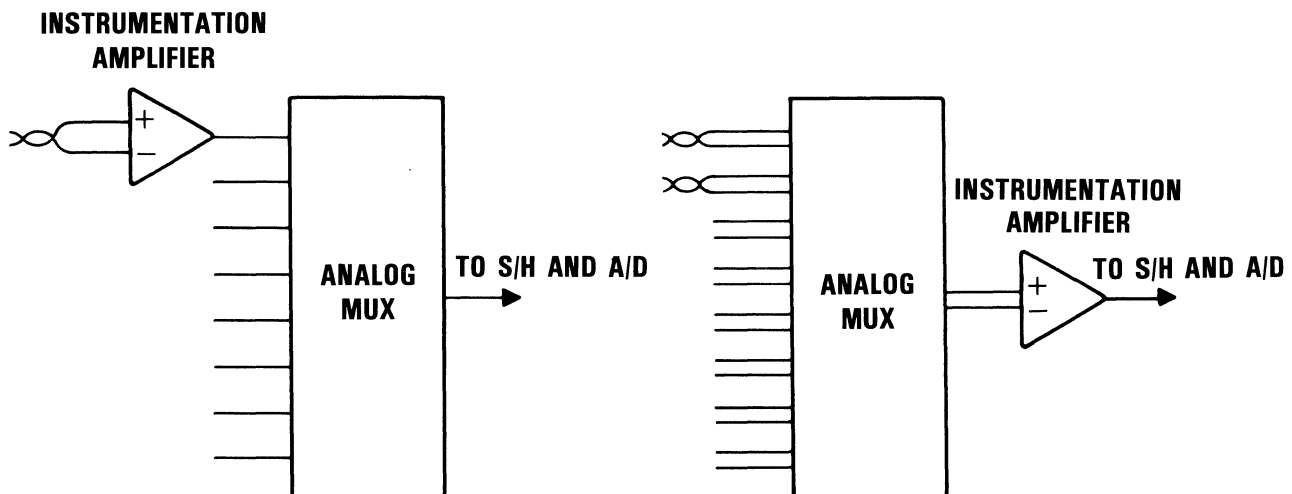 INSTRUMENTATION
AMPLIFIER
+
−
ANALOG
MUX
TO S/H AND A/D
INSTRUMENTATION
AMPLIFIER
ANALOG
MUX
+
−
TO S/H AND A/D